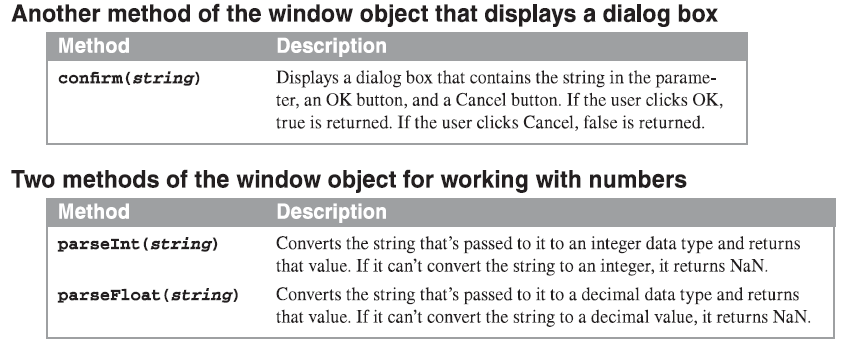 Another method of the window object that displays a dialog box
Method Description
confirm(string) Displays a dialog box that contains the string in the parame-
ter, an OK button, and a Cancel button. If the user clicks OK,
true is returned. If the user clicks Cancel, false is returned.
Two methods of the window object for working with numbers
Method Description
parseInt(string) Converts the string that's passed to it to an integer data type and returns
that value. If it can't convert the string to an integer, it returns NaN.
parseFloat(string) Converts the string that's passed to it to a decimal data type and returns
that value. If it can't convert the string to a decimal value, it returns NaN.